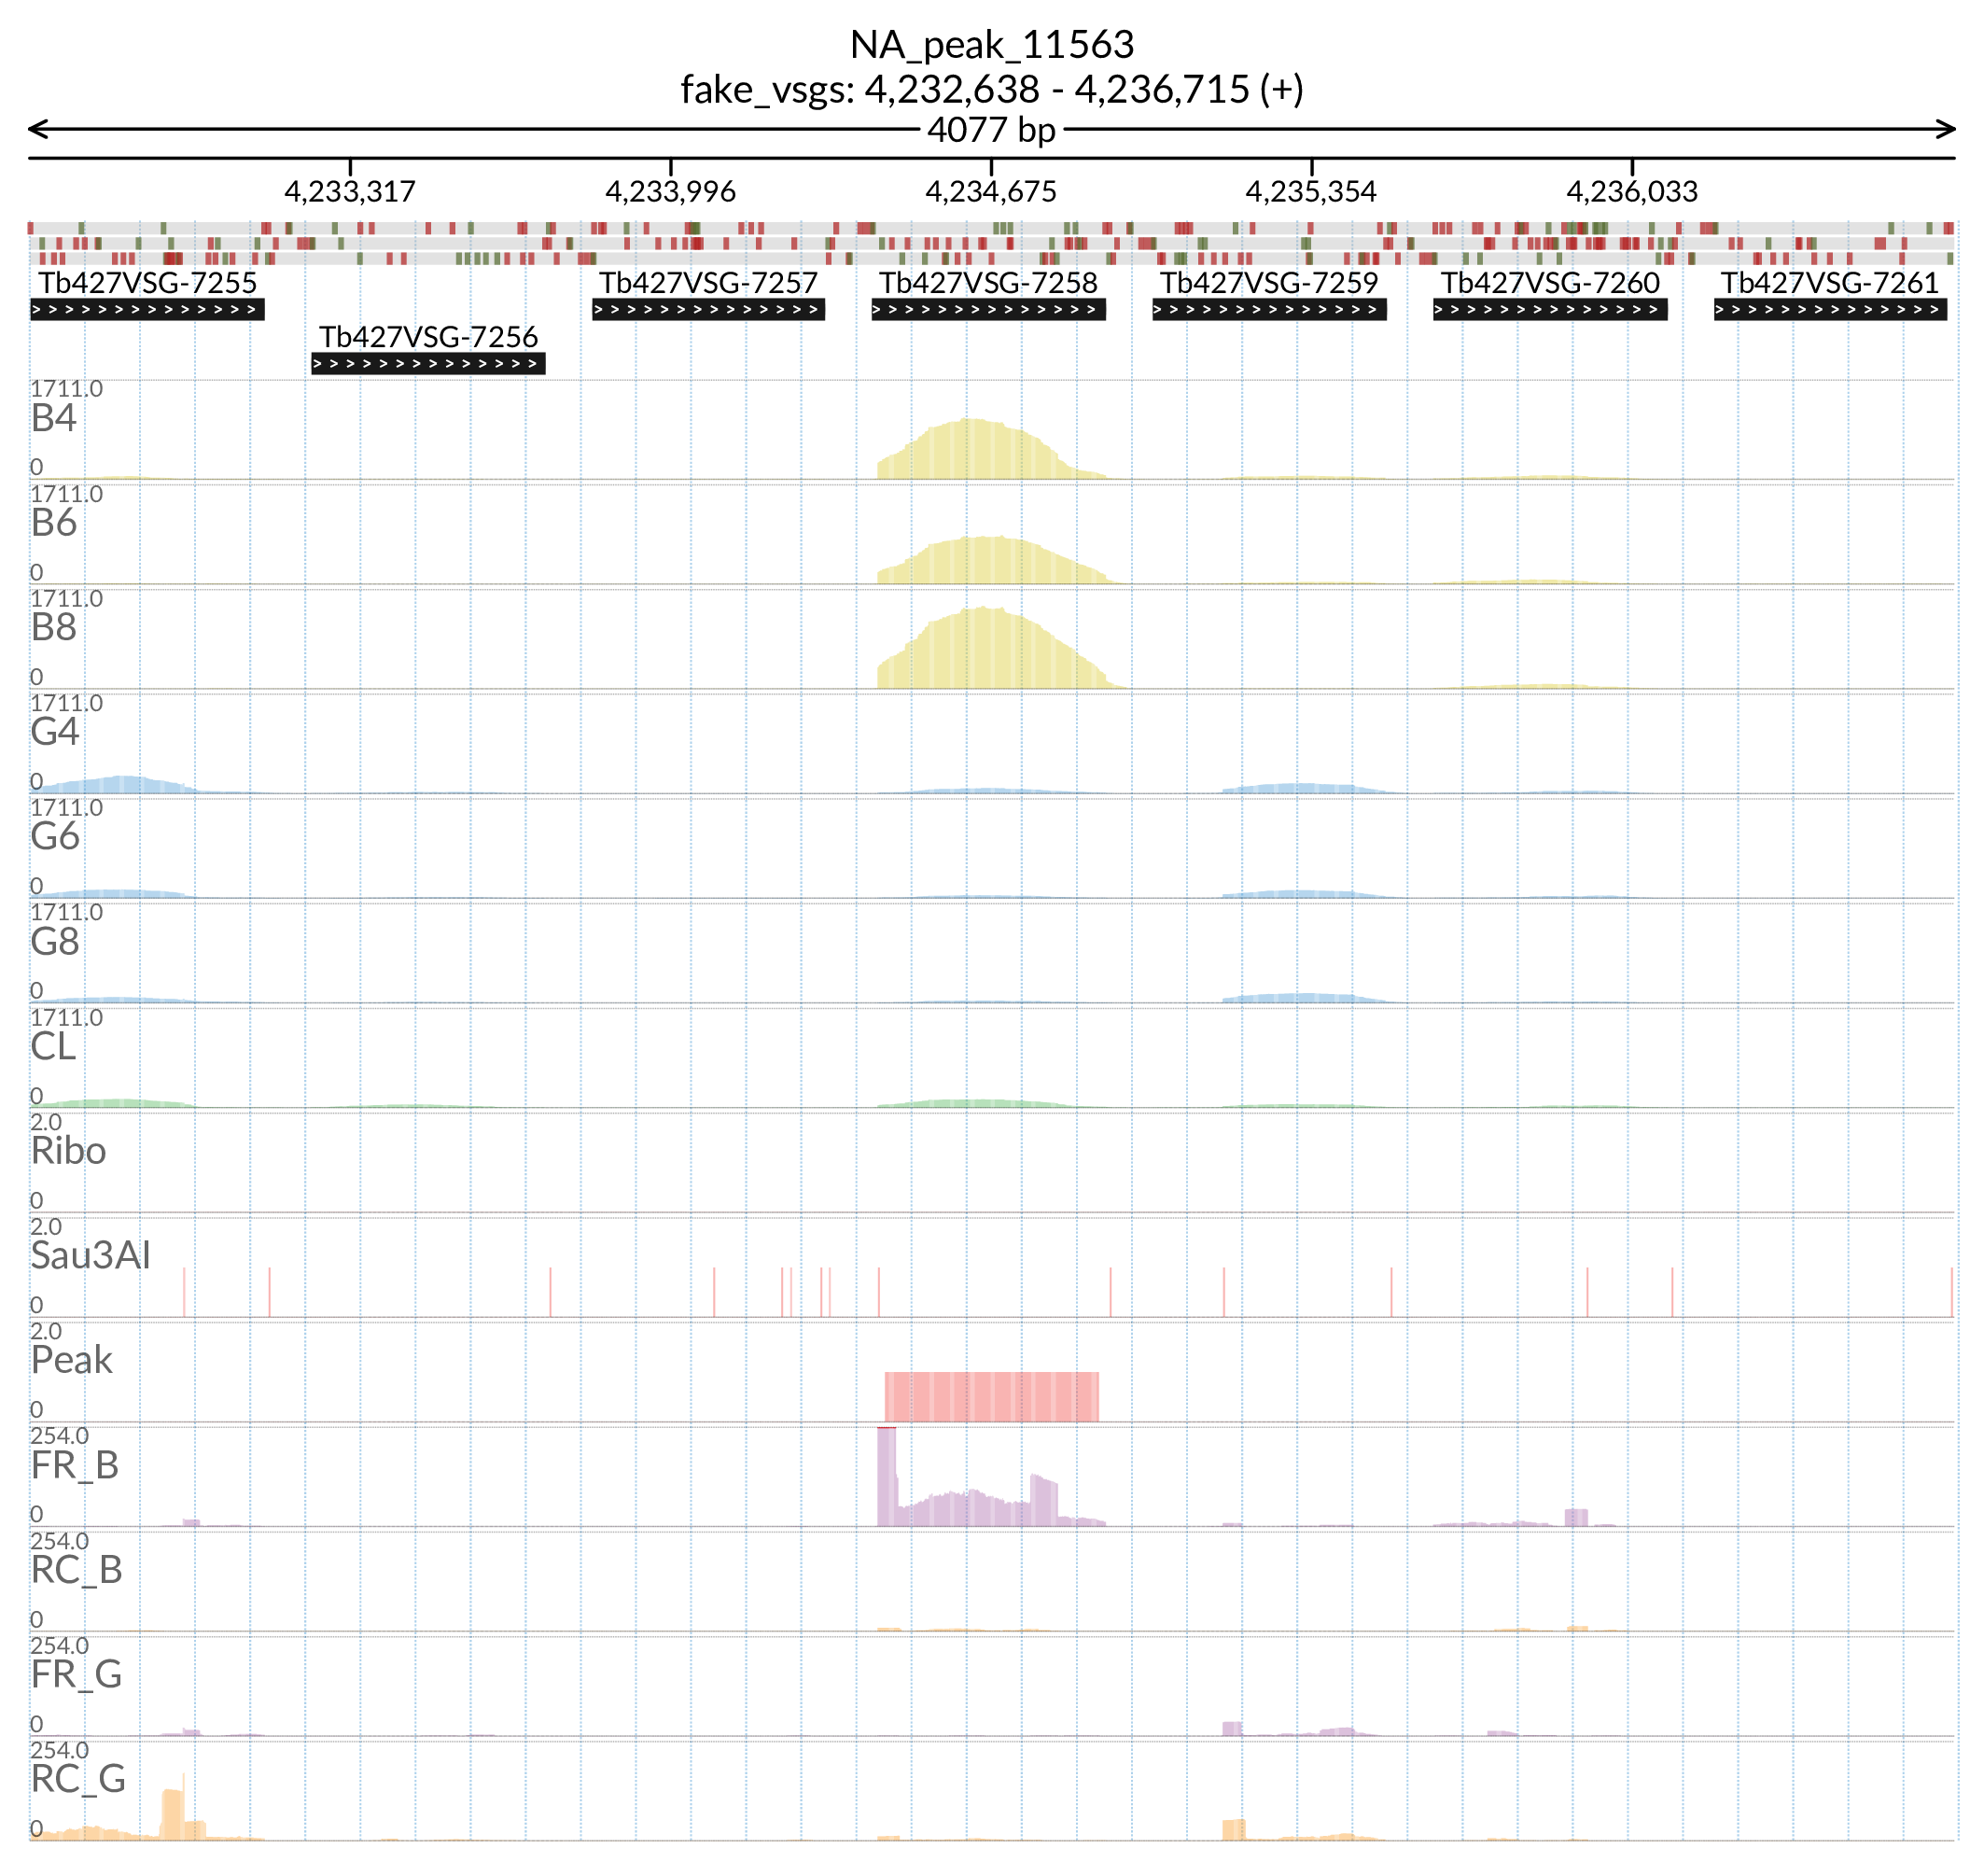 NA_peak_11563
fake_vsgs: 4,232,638 - 4,236,715 (+)
4077 bp
4,233,317 4,233,996 4,234,675 4,235,354 4,236,033
Tb427VSG-7255 Tb427VSG-7257 Tb427VSG-7258 Tb427VSG-7259 Tb427VSG-7260 Tb427VSG-7261
Tb427VSG-7256
1711.0
B4
0
1711.0
B6
0
1711.0
B8
0
1711.0
G4
0
1711.0
G6
0
1711.0
G8
0
1711.0
CL
0
2.0
Ribo
0
2.0
Sau3AI
0
2.0
Peak
0
254.0
FR_B
0
254.0
RC_B
0
254.0
FR_G
0
254.0
RC_G
0